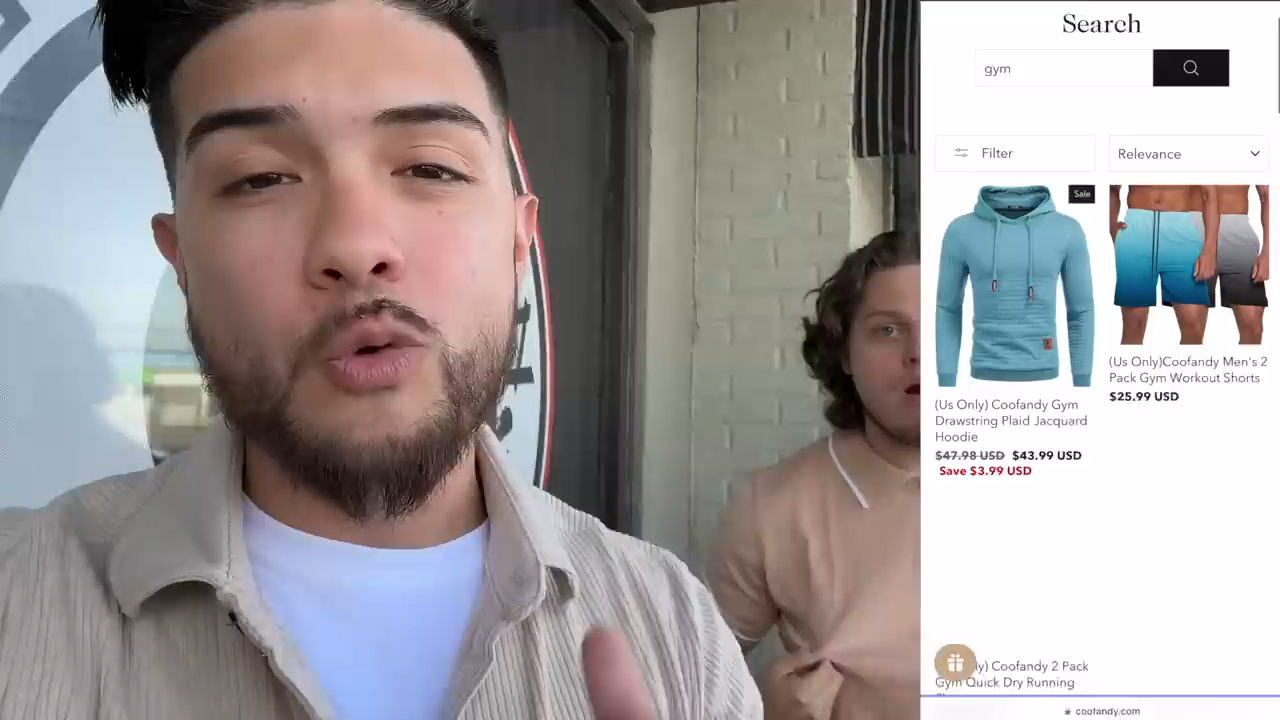 Search
gym
Filter
Relevance
Sale
(Us Only) Coofandy Gym
Drawstring Plaid Jacquard
Hoodie
$47.98 USD $43.99 USD
Save $3.99 USD
(Us Only)Coofandy Men's 2
Pack Gym Workout Shorts
$25.99 USD
ly) Coofandy 2 Pack
Gym Quick Dry Running
coofandy.com